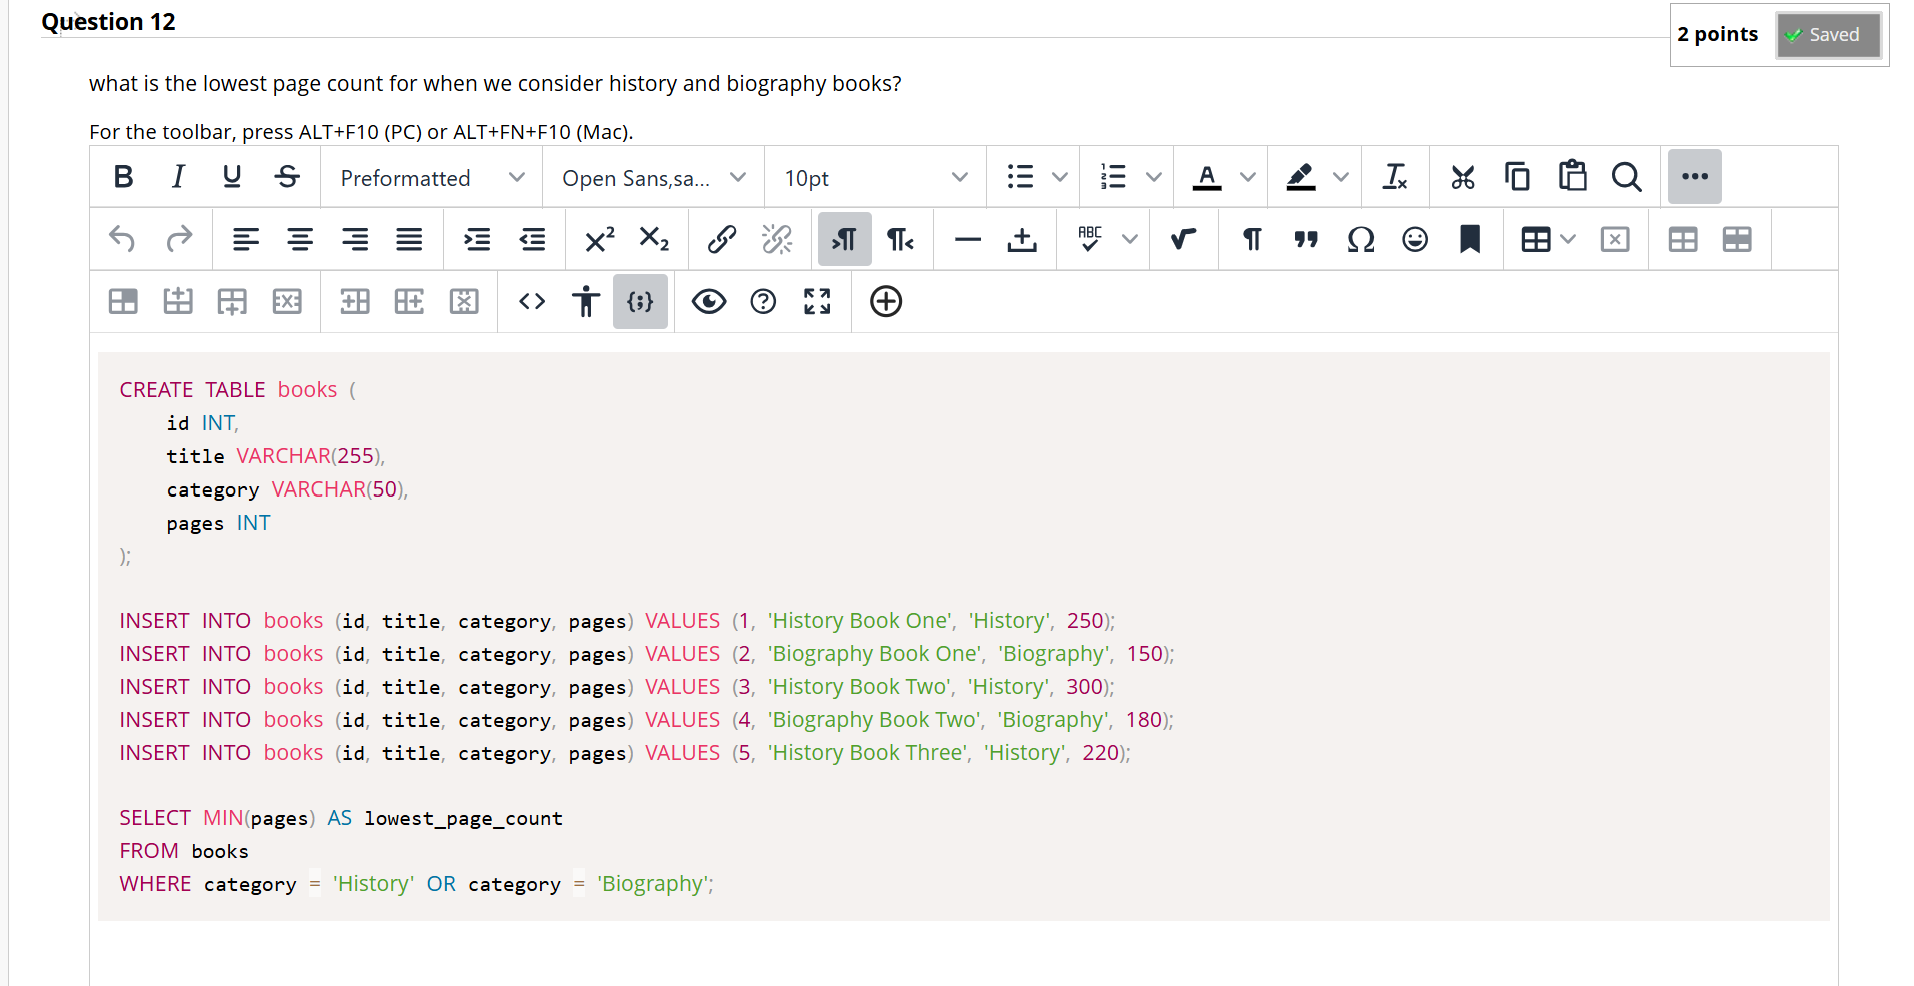 Question 12
2 points
Saved
what is the lowest page count for when we consider history and biography books?
For the toolbar, press ALT+F10 (PC) or ALT+FN+F10 (Mac).
B I U S Preformatted Open Sans,sa... 10pt
ABC
CREATE TABLE books (
    id INT,
    title VARCHAR(255),
    category VARCHAR(50),
    pages INT
);
INSERT INTO books (id, title, category, pages) VALUES (1, 'History Book One', 'History', 250);
INSERT INTO books (id, title, category, pages) VALUES (2, 'Biography Book One', 'Biography', 150);
INSERT INTO books (id, title, category, pages) VALUES (3, 'History Book Two', 'History', 300);
INSERT INTO books (id, title, category, pages) VALUES (4, 'Biography Book Two', 'Biography', 180);
INSERT INTO books (id, title, category, pages) VALUES (5, 'History Book Three', 'History', 220);
SELECT MIN(pages) AS lowest_page_count
FROM books
WHERE category = 'History' OR category = 'Biography';